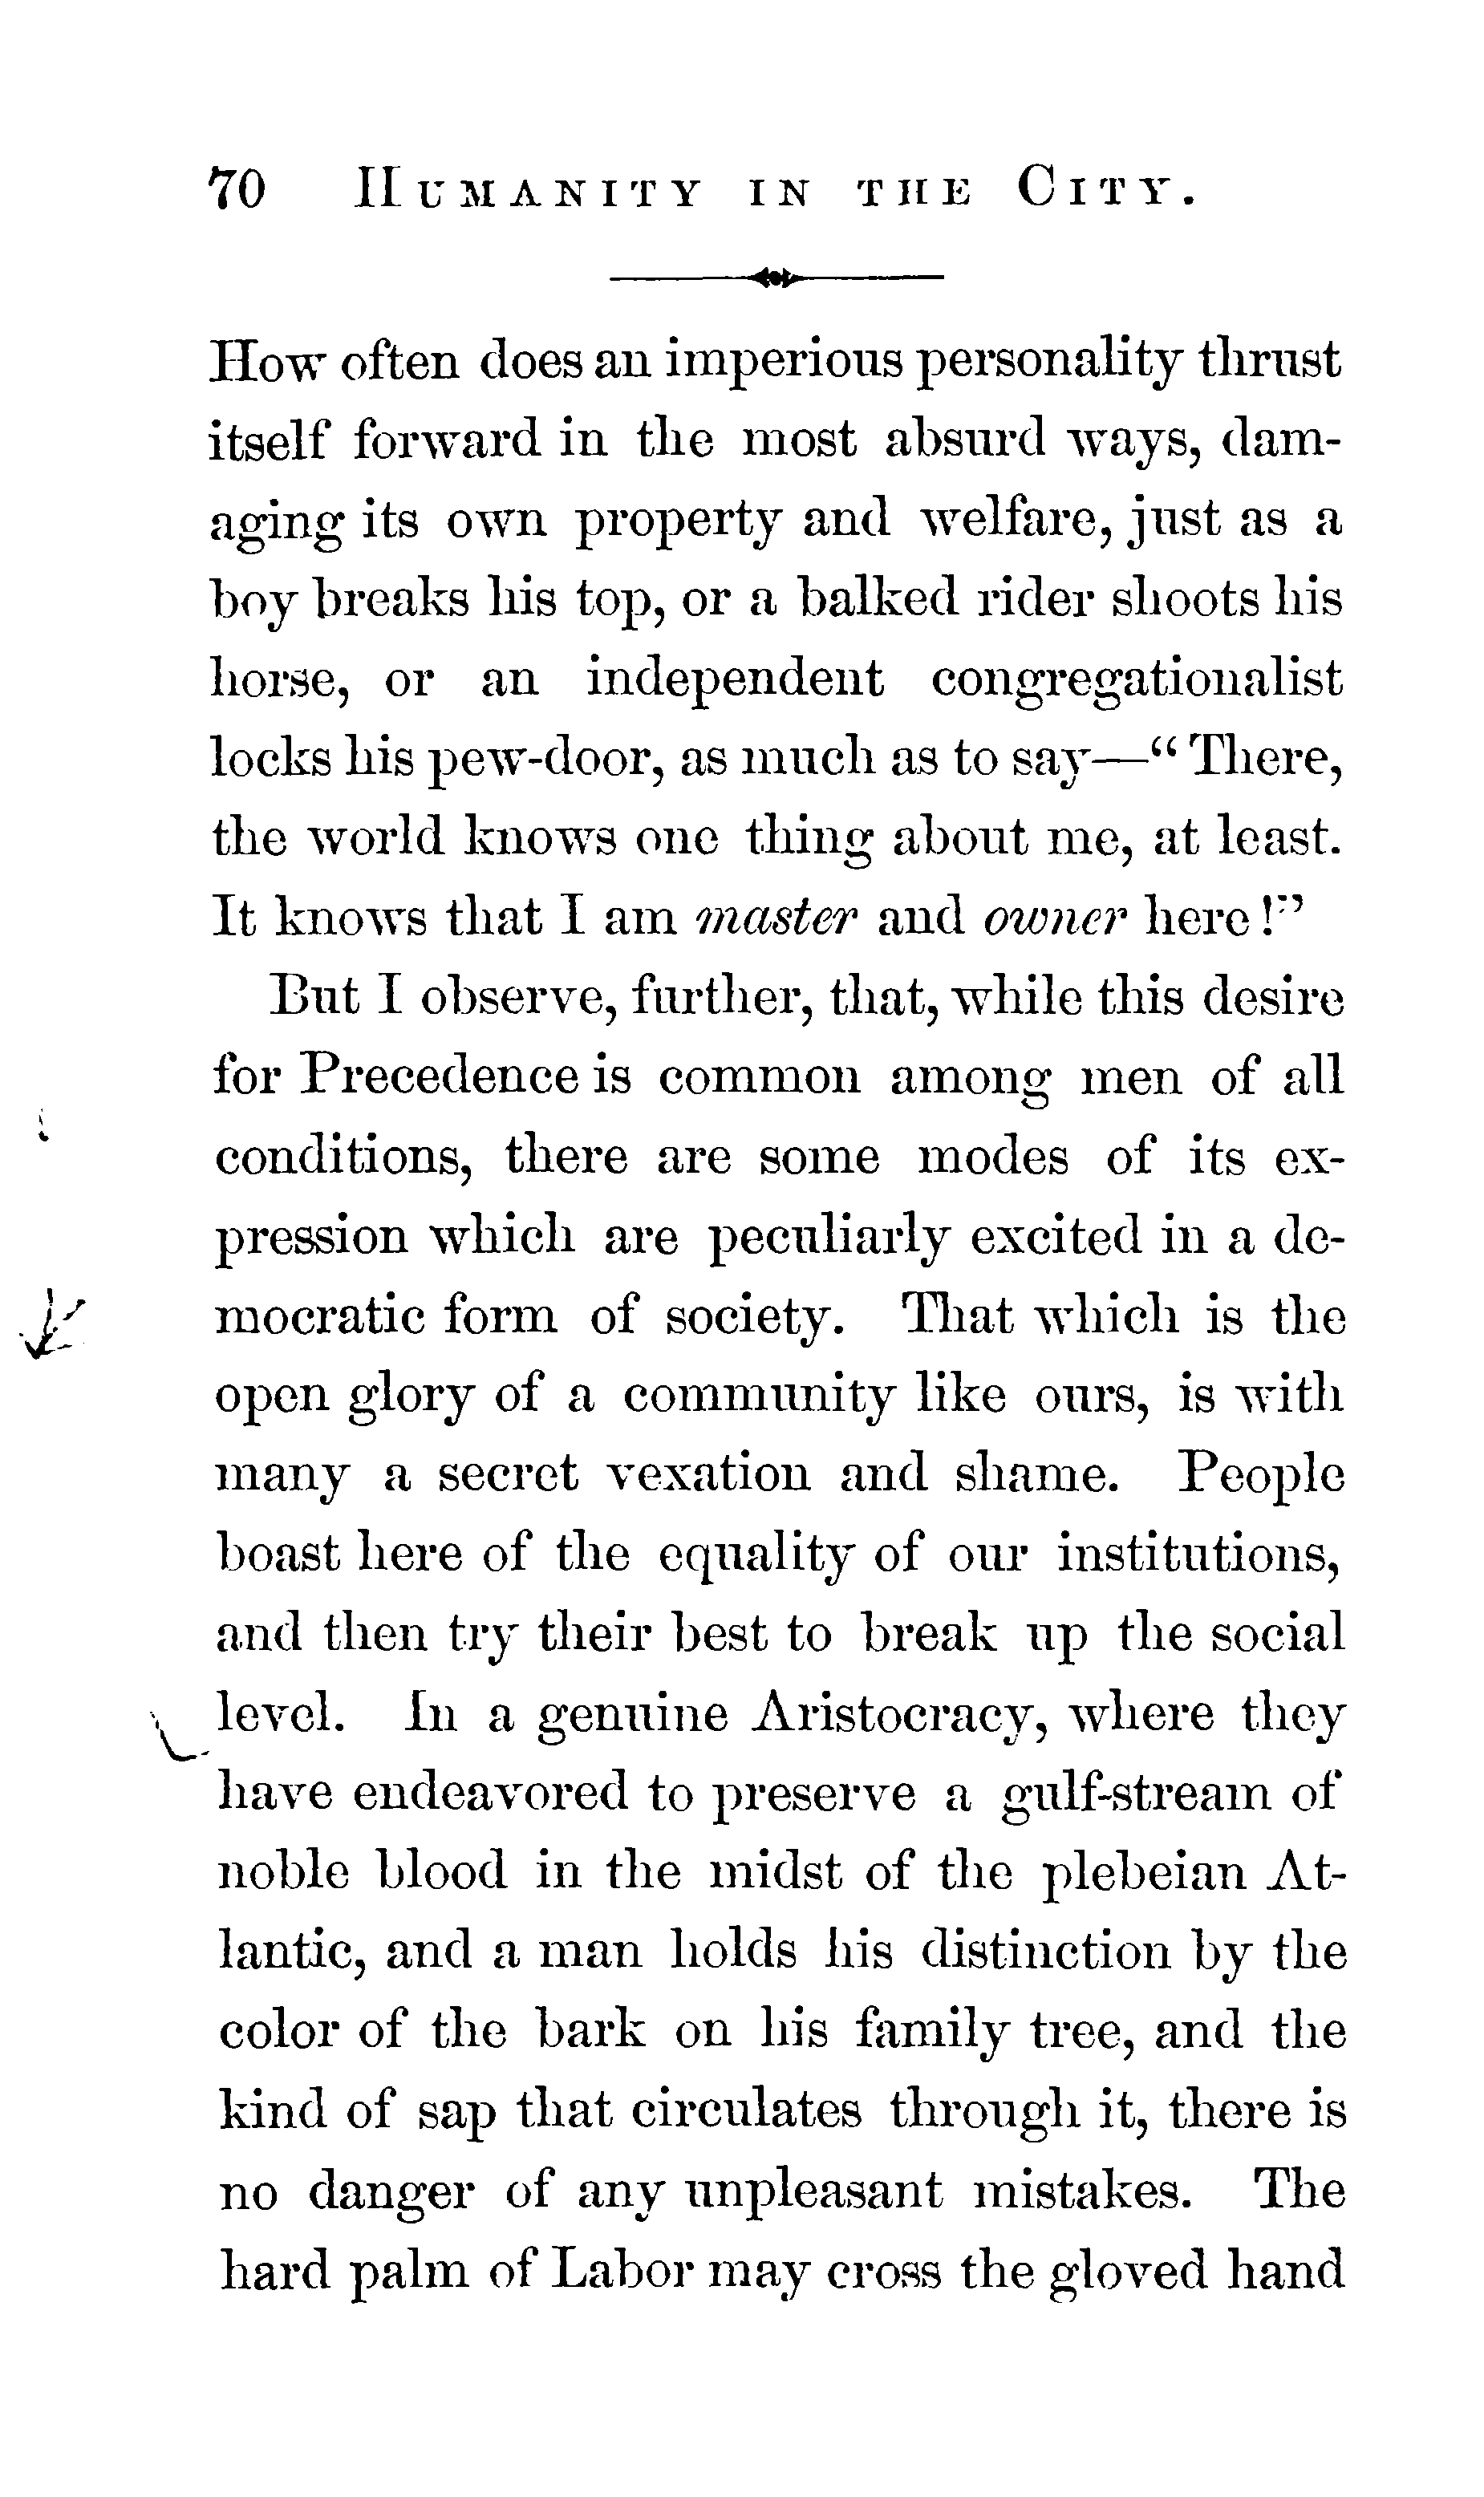 70 Humanity in the City.
How often does an imperious personality thrust
itself forward in the most absurd ways, dam-
aging its own property and welfare, just as a
boy breaks his top, or a balked rider shoots his
horse, or an independent congregationalist
locks his pew-door, as much as to say—“ There,
the world knows one thing about me, at least.
It knows that I am master and owner here !”
But I observe, further, that, while this desire
for Precedence is common among men of all
conditions, there are some modes of its ex-
pression which are peculiarly excited in a de-
mocratic form of society. That which is the
open glory of a community like ours, is with
many a secret vexation and shame. People
boast here of the equality of our institutions,
and then try their best to break up the social
level. In a genuine Aristocracy, where they
have endeavored to preserve a gulf-stream of
noble blood in the midst of the plebeian At-
lantic, and a man holds his distinction by the
color of the bark on his family tree, and the
kind of sap that circulates through it, there is
no danger of any unpleasant mistakes. The
hard palm of Labor may cross the gloved hand